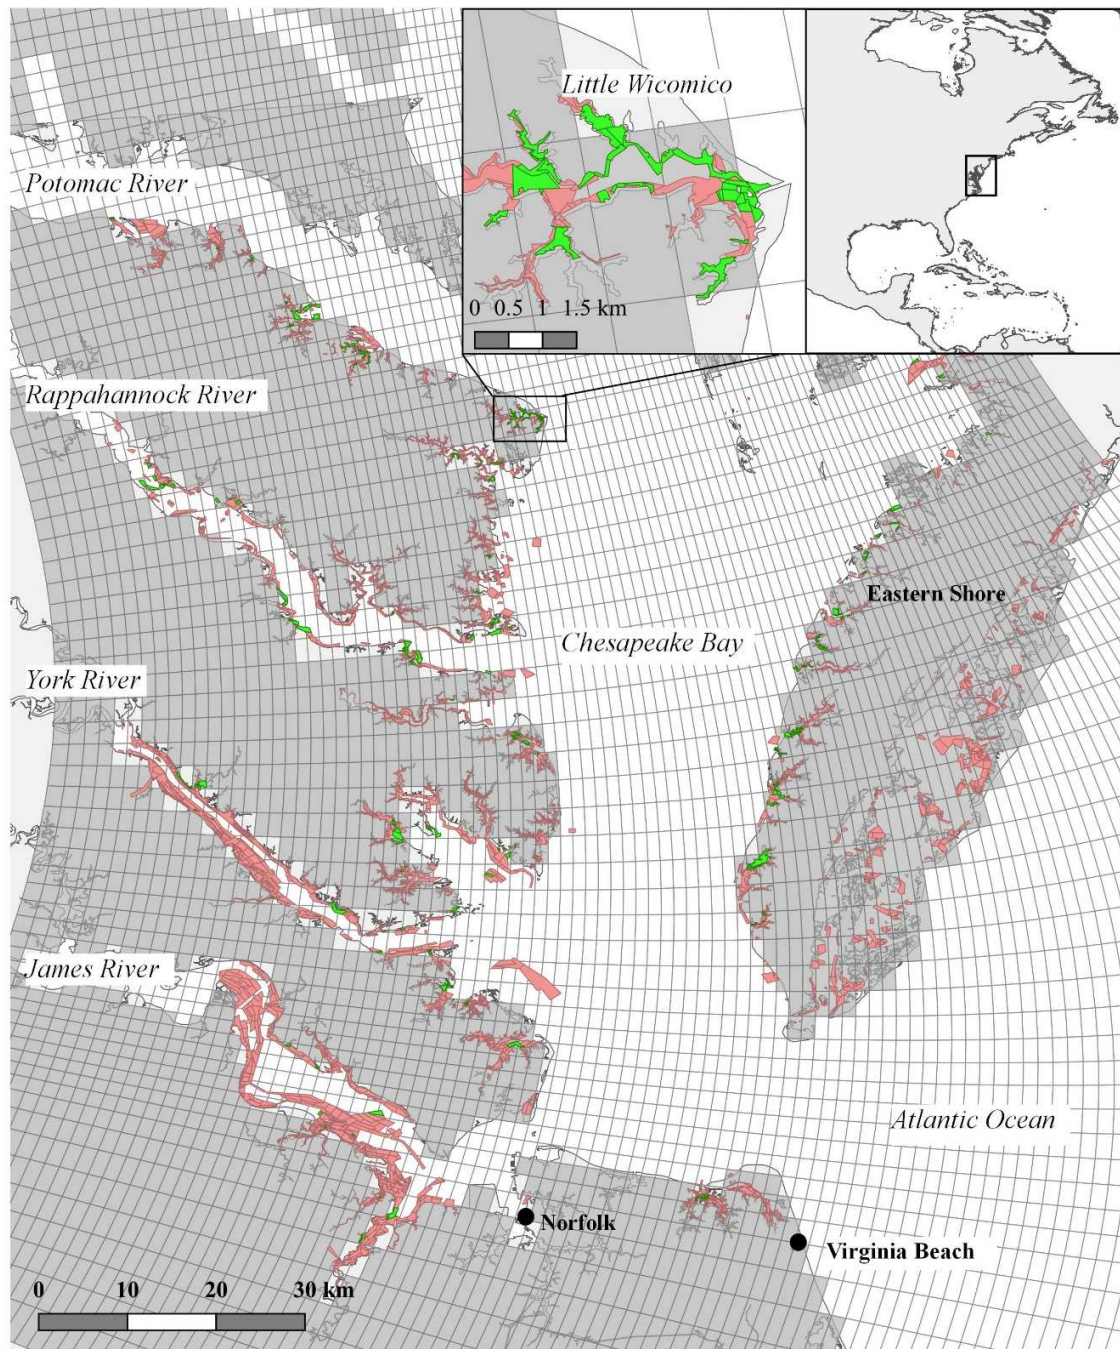 Little Wicomico
0 0.5 1 1.5 km
Potomac River
Rappahannock River
Eastern Shore
Chesapeake Bay
York River
James River
Atlantic Ocean
Norfolk
Virginia Beach
0 10 20 30 km